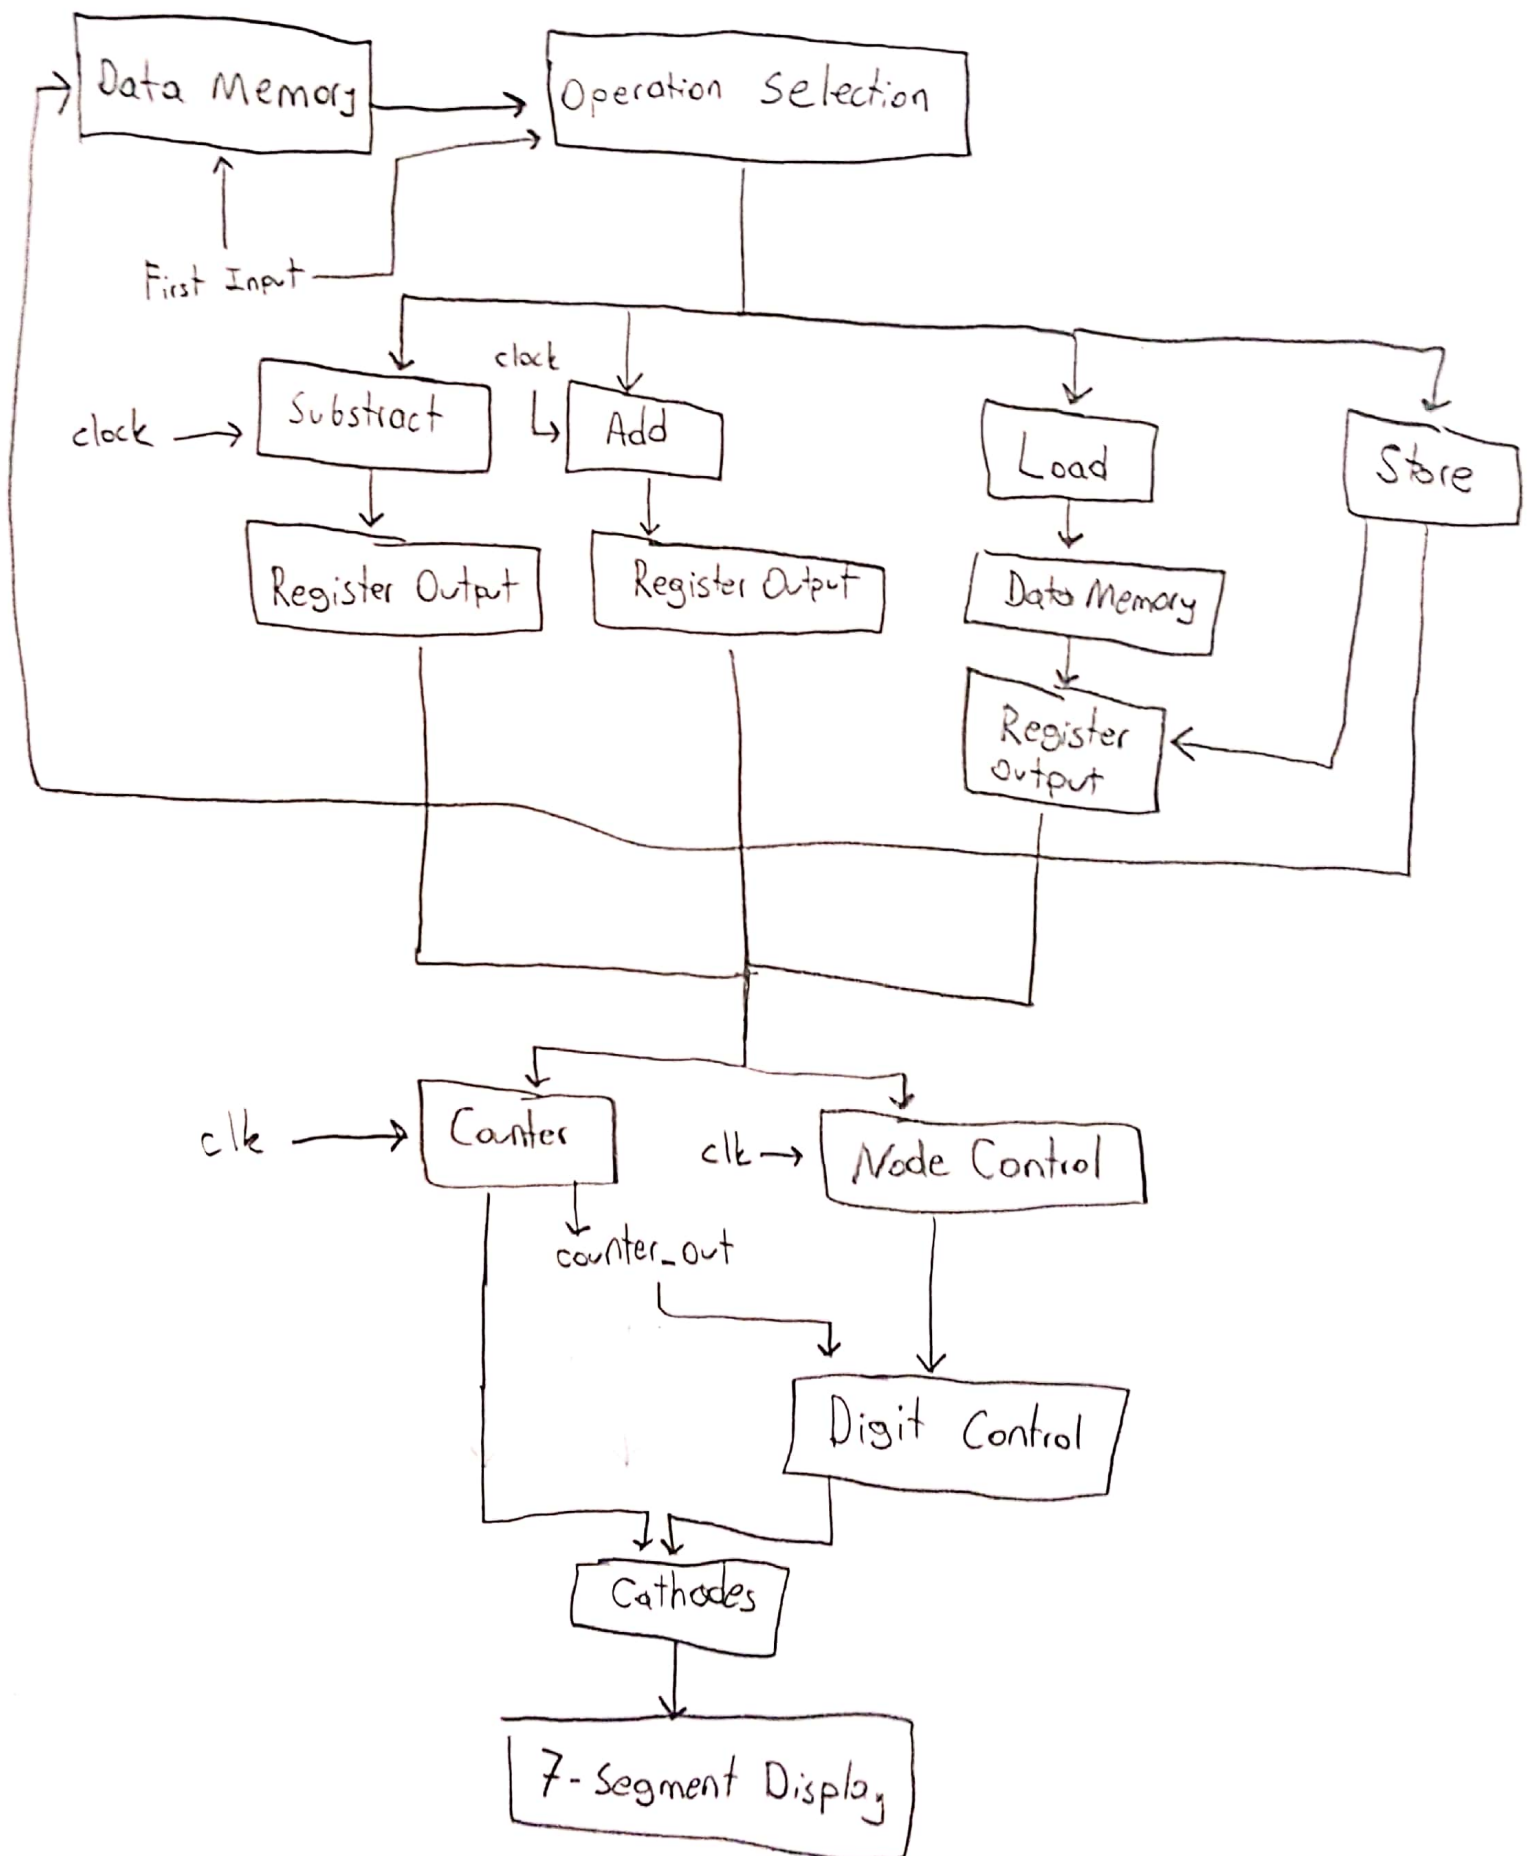 Data Memory
Operation Selection
First Input
clock
Substract
clock
Add
Load
Store
Register Output
Register Output
Data Memory
Register
Output
clk
Counter
clk
Node Control
counter_out
Digit Control
Cathodes
7-Segment Display